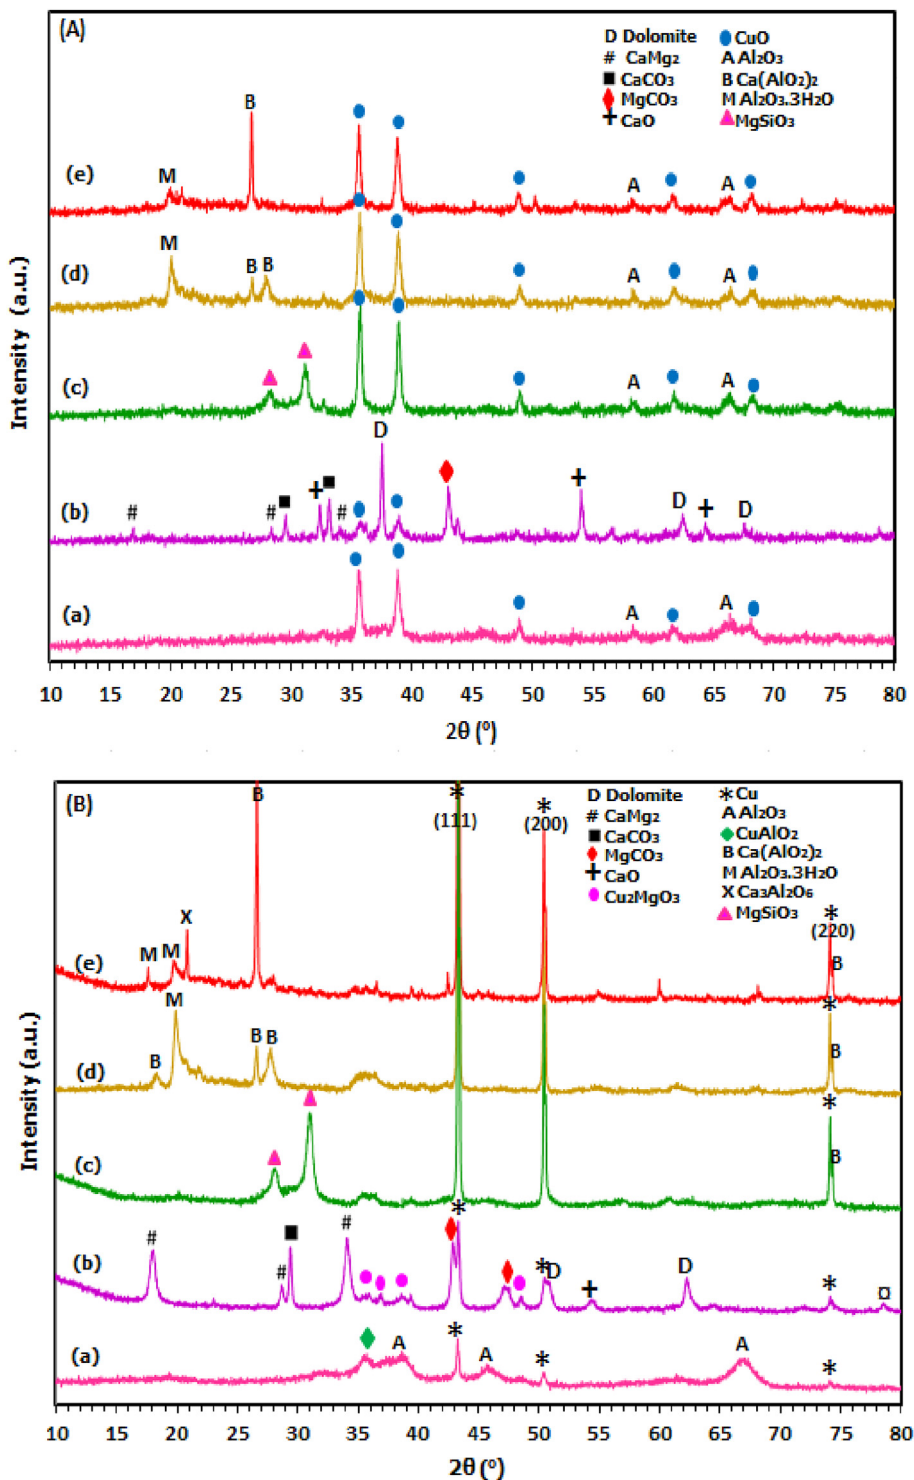 (A)
D Dolomite
CuO
# CaMg₂
A Al₂O₃
CaCO₃
B Ca(AlO₂)₂
MgCO₃
M Al₂O₃.3H₂O
CaO
MgSiO₃
B
(e)
M
A
A
(d)
M
B B
A
A
(c)
A
A
D
(b)
#
#
#
D
D
(a)
A
A
Intensity (a.u.)
10 15 20 25 30 35 40 45 50 55 60 65 70 75 80
2θ (°)
(B)
D Dolomite
* Cu
# CaMg₂
A Al₂O₃
CaCO₃
CuAlO₂
MgCO₃
B Ca(AlO₂)₂
CaO
M Al₂O₃.3H₂O
Cu₂MgO₃
X Ca₃Al₂O₆
MgSiO₃
B
*
(111)
*
(200)
*
(220)
(e)
M M X
B
(d)
B M B B
*
B
(c)
*
B
(b)
#
#
#
*
*
D
D
*
¤
(a)
A
*
A
*
A
*
Intensity (a.u.)
10 15 20 25 30 35 40 45 50 55 60 65 70 75 80
2θ (°)